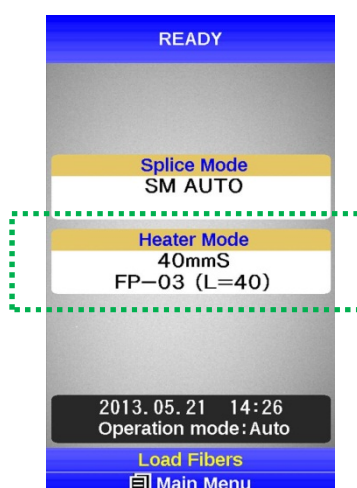 READY
Splice Mode
SM AUTO
Heater Mode
40mmS
FP-03 (L=40)
2013.05.21 14:26
Operation mode:Auto
Load Fibers
Main Menu